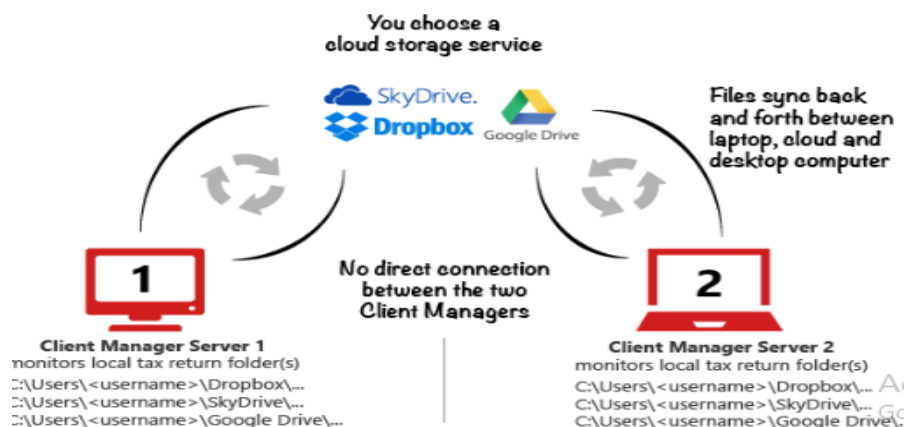 You choose a
cloud storage service
SkyDrive.
Dropbox
Google Drive
Files sync back
and forth between
laptop, cloud and
desktop computer
1
No direct connection
between the two
Client Managers
2
Client Manager Server 1
monitors local tax return folder(s)
C:\Users\<username>\Dropbox\...
C:\Users\<username>\SkyDrive\...
C:\Users\<username>\Google Drive\...
Client Manager Server 2
monitors local tax return folder(s)
C:\Users\<username>\Dropbox\...
C:\Users\<username>\SkyDrive\...
C:\Users\<username>\Google Drive\...